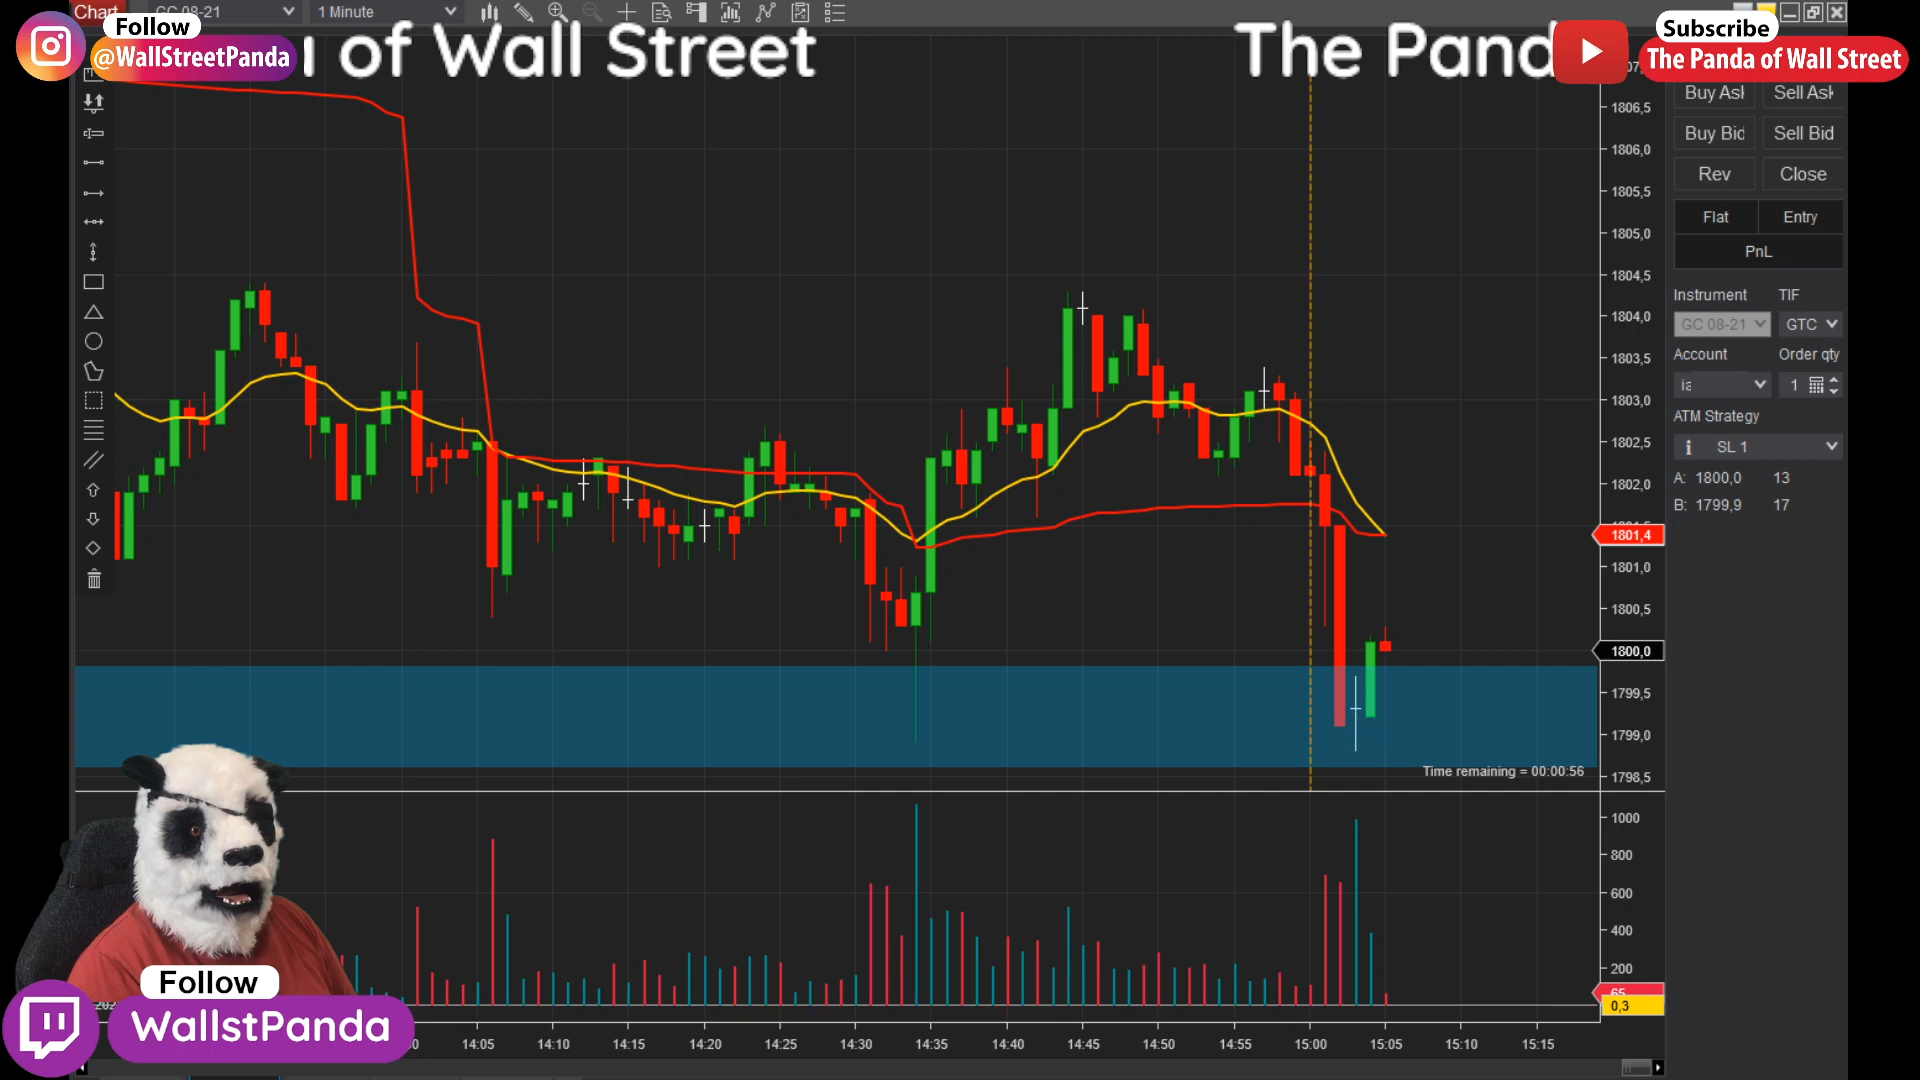 Chart
GC 08-21
1 Minute
Follow
@WallStreetPanda
a of Wall Street
The Pand
Subscribe
The Panda of Wall Street
Buy Ask
Sell Ask
Buy Bid
Sell Bid
Rev
Close
Flat
Entry
PnL
Instrument
TIF
GC 08-21
GTC
Account
Order qty
ia
1
ATM Strategy
SL 1
A: 1800,0 13
B: 1799,9 17
1806,5
1806,0
1805,5
1805,0
1804,5
1804,0
1803,5
1803,0
1802,5
1802,0
1801,4
1801,0
1800,5
1800,0
1799,5
1799,0
1798,5
Time remaining = 00:00:56
1000
800
600
400
200
65
0,3
14:05
14:10
14:15
14:20
14:25
14:30
14:35
14:40
14:45
14:50
14:55
15:00
15:05
15:10
15:15
Follow
WallstPanda